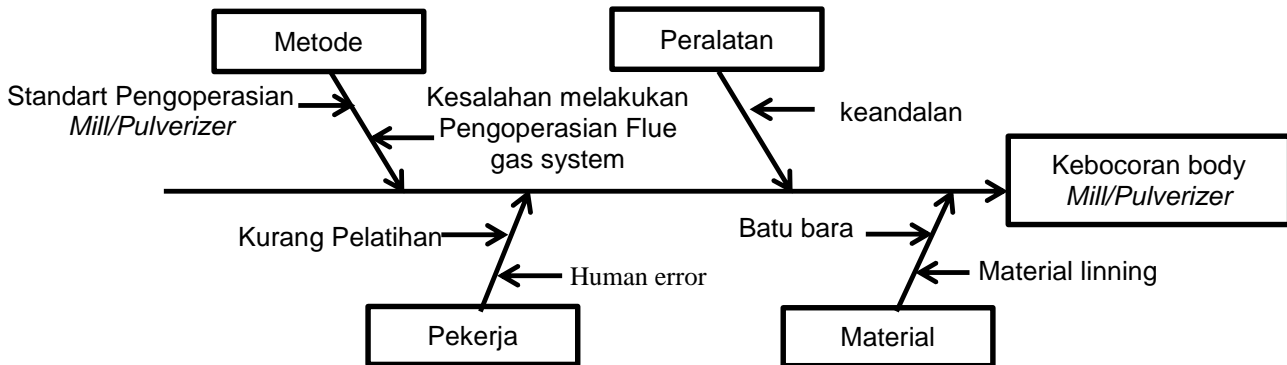 Metode
Peralatan
Standart Pengoperasian
Mill/Pulverizer
Kesalahan melakukan
Pengoperasian Flue
gas system
keandalan
Kebocoran body
Mill/Pulverizer
Kurang Pelatihan
Human error
Batu bara
Material linning
Pekerja
Material